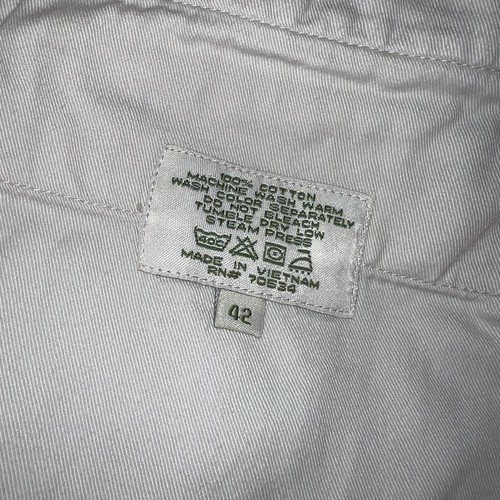 100% COTTON
MACHINE WASH WARM
WASH COLOR SEPARATELY
DO NOT BLEACH
TUMBLE DRY LOW
STEAM PRESS
MADE IN VIETNAM
RN# 70534
42